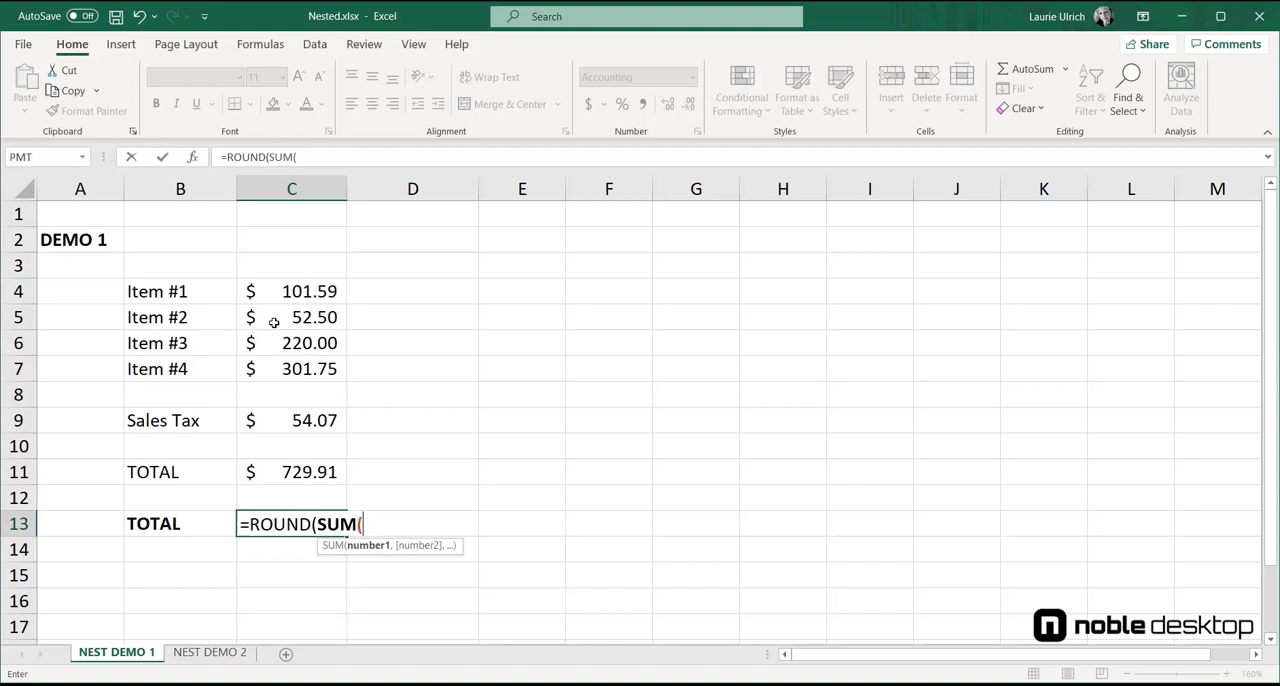 AutoSave Off Nested.xlsx - Excel Search Laurie Ulrich
File Home Insert Page Layout Formulas Data Review View Help Share Comments
Paste Cut Copy Format Painter Clipboard
11 B I U A A A Font
ab Wrap Text Merge & Center Alignment
Accounting $ % , Number
Conditional Formatting Format as Table Cell Styles Styles
Insert Delete Format Cells
AutoSum Fill Clear Sort & Filter Find & Select Editing
Analyze Data Analysis
PMT fx =ROUND(SUM(
A B C D E F G H I J K L M
1
2 DEMO 1
3
4 Item #1 $ 101.59
5 Item #2 $ 52.50
6 Item #3 $ 220.00
7 Item #4 $ 301.75
8
9 Sales Tax $ 54.07
10
11 TOTAL $ 729.91
12
13 TOTAL =ROUND(SUM(
14 SUM(number1, [number2], ...)
15
16
17
n noble desktop
NEST DEMO 1 NEST DEMO 2
Enter 160%